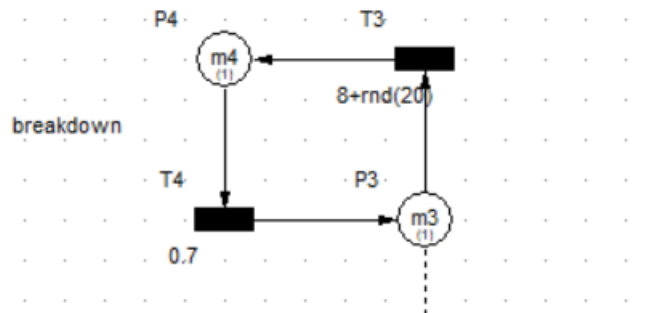 P4
T3
m4
(1)
8+rnd(20)
breakdown
T4
P3
m3
(1)
0.7